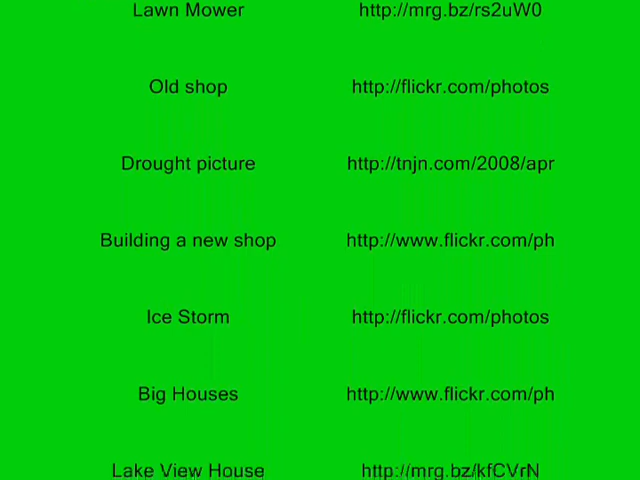 Lawn Mower http://mrg.bz/rs2uW0
Old shop http://flickr.com/photos
Drought picture http://tnjn.com/2008/apr
Building a new shop http://www.flickr.com/ph
Ice Storm http://flickr.com/photos
Big Houses http://www.flickr.com/ph
Lake View House http://mrg.bz/kfCVrN